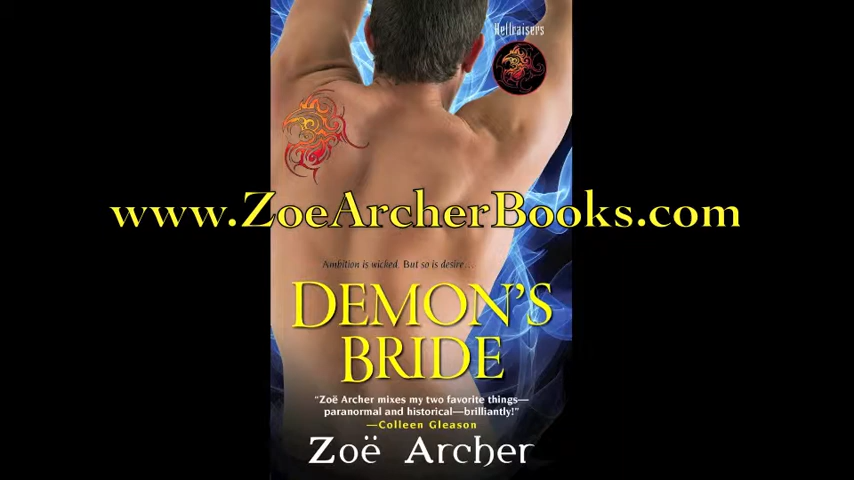 Hellraisers
www.ZoeArcherBooks.com
Ambition is wicked. But so is desire...
DEMON'S
BRIDE
"Zoë Archer mixes my two favorite things—
paranormal and historical—brilliantly!"
—Colleen Gleason
Zoë Archer